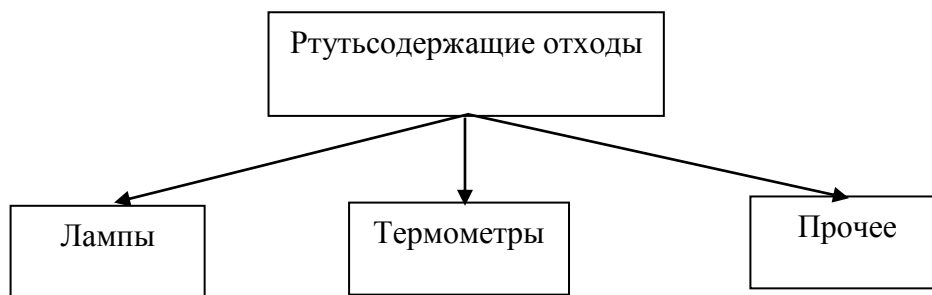 Ртутьсодержащие отходы
Лампы
Термометры
Прочее